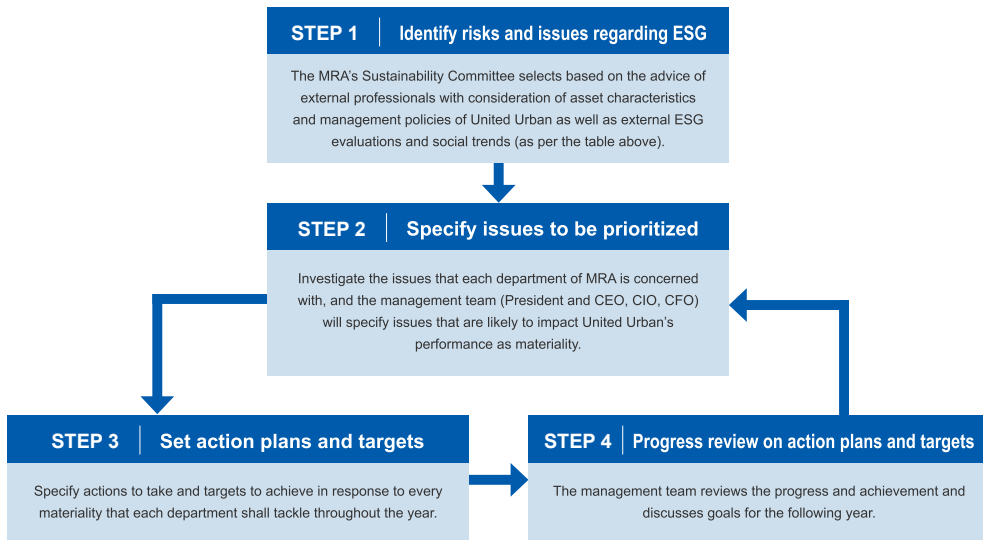 STEP 1 Identify risks and issues regarding ESG
The MRA's Sustainability Committee selects based on the advice of
external professionals with consideration of asset characteristics
and management policies of United Urban as well as external ESG
evaluations and social trends (as per the table above).
STEP 2 Specify issues to be prioritized
Investigate the issues that each department of MRA is concerned
with, and the management team (President and CEO, CIO, CFO)
will specify issues that are likely to impact United Urban's
performance as materiality.
STEP 3 Set action plans and targets
Specify actions to take and targets to achieve in response to every
materiality that each department shall tackle throughout the year.
STEP 4 Progress review on action plans and targets
The management team reviews the progress and achievement and
discusses goals for the following year.